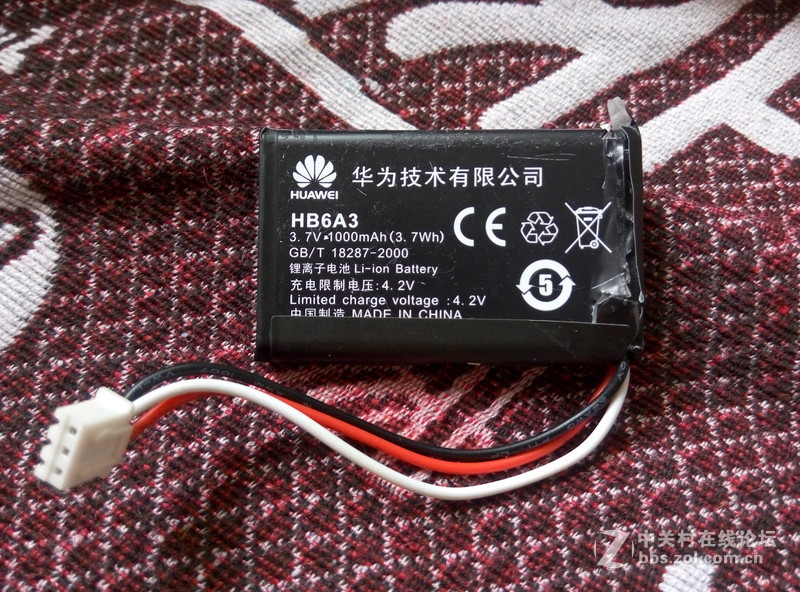 华为技术有限公司
HUAWEI
HB6A3
3.7V 1000mAh(3.7Wh)
GB/T 18287-2000
锂离子电池 Li-ion Battery
充电限制电压:4.2V
Limited charge voltage :4.2V
中国制造 MADE IN CHINA
CE
5
中关村在线论坛
bbs.zol.com.cn